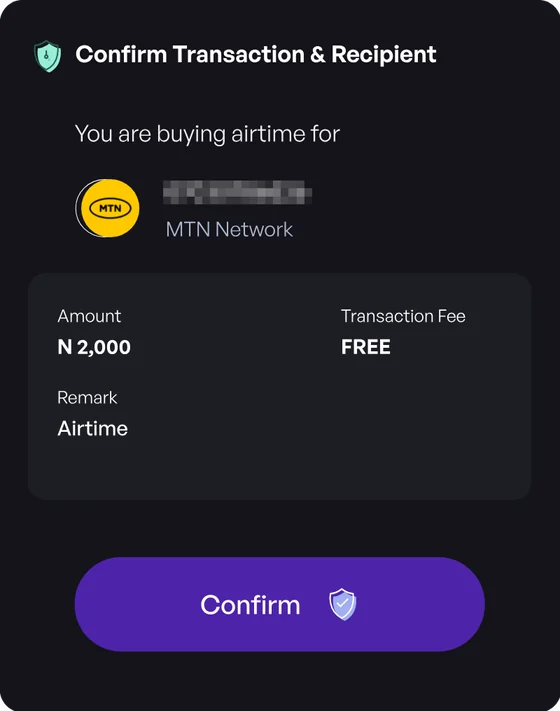 Confirm Transaction & Recipient
You are buying airtime for
MTN
MTN Network
Amount
Transaction Fee
N 2,000
FREE
Remark
Airtime
Confirm